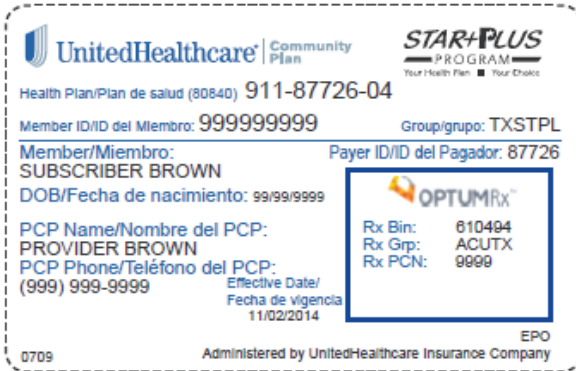 UnitedHealthcare® Community Plan
STAR+PLUS
PROGRAM
Your Health Plan ■ Your Choice
Health Plan/Plan de salud (80840) 911-87726-04
Member ID/ID del Miembro: 999999999
Group/grupo: TXSTPL
Member/Miembro:
SUBSCRIBER BROWN
Payer ID/ID del Pagador: 87726
DOB/Fecha de nacimiento: 99/99/9999
PCP Name/Nombre del PCP:
PROVIDER BROWN
PCP Phone/Teléfono del PCP:
(999) 999-9999
Effective Date/
Fecha de vigencia
11/02/2014
OPTUMRx™
Rx Bin: 610494
Rx Grp: ACUTX
Rx PCN: 9999
EPO
0709
Administered by UnitedHealthcare Insurance Company